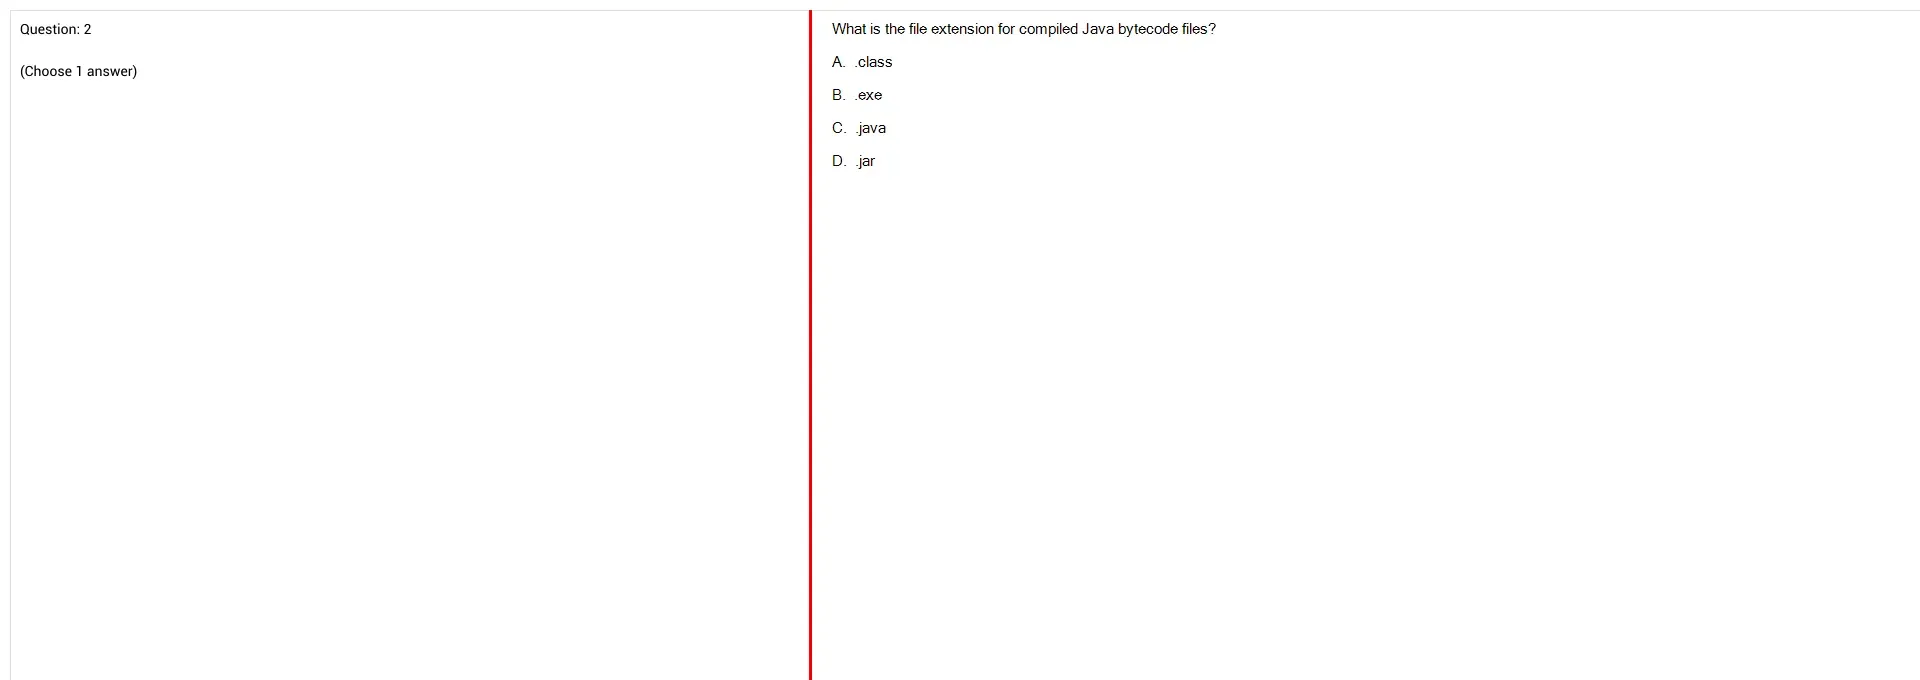 Question: 2
(Choose 1 answer)
What is the file extension for compiled Java bytecode files?
A. .class
B. .exe
C. .java
D. .jar